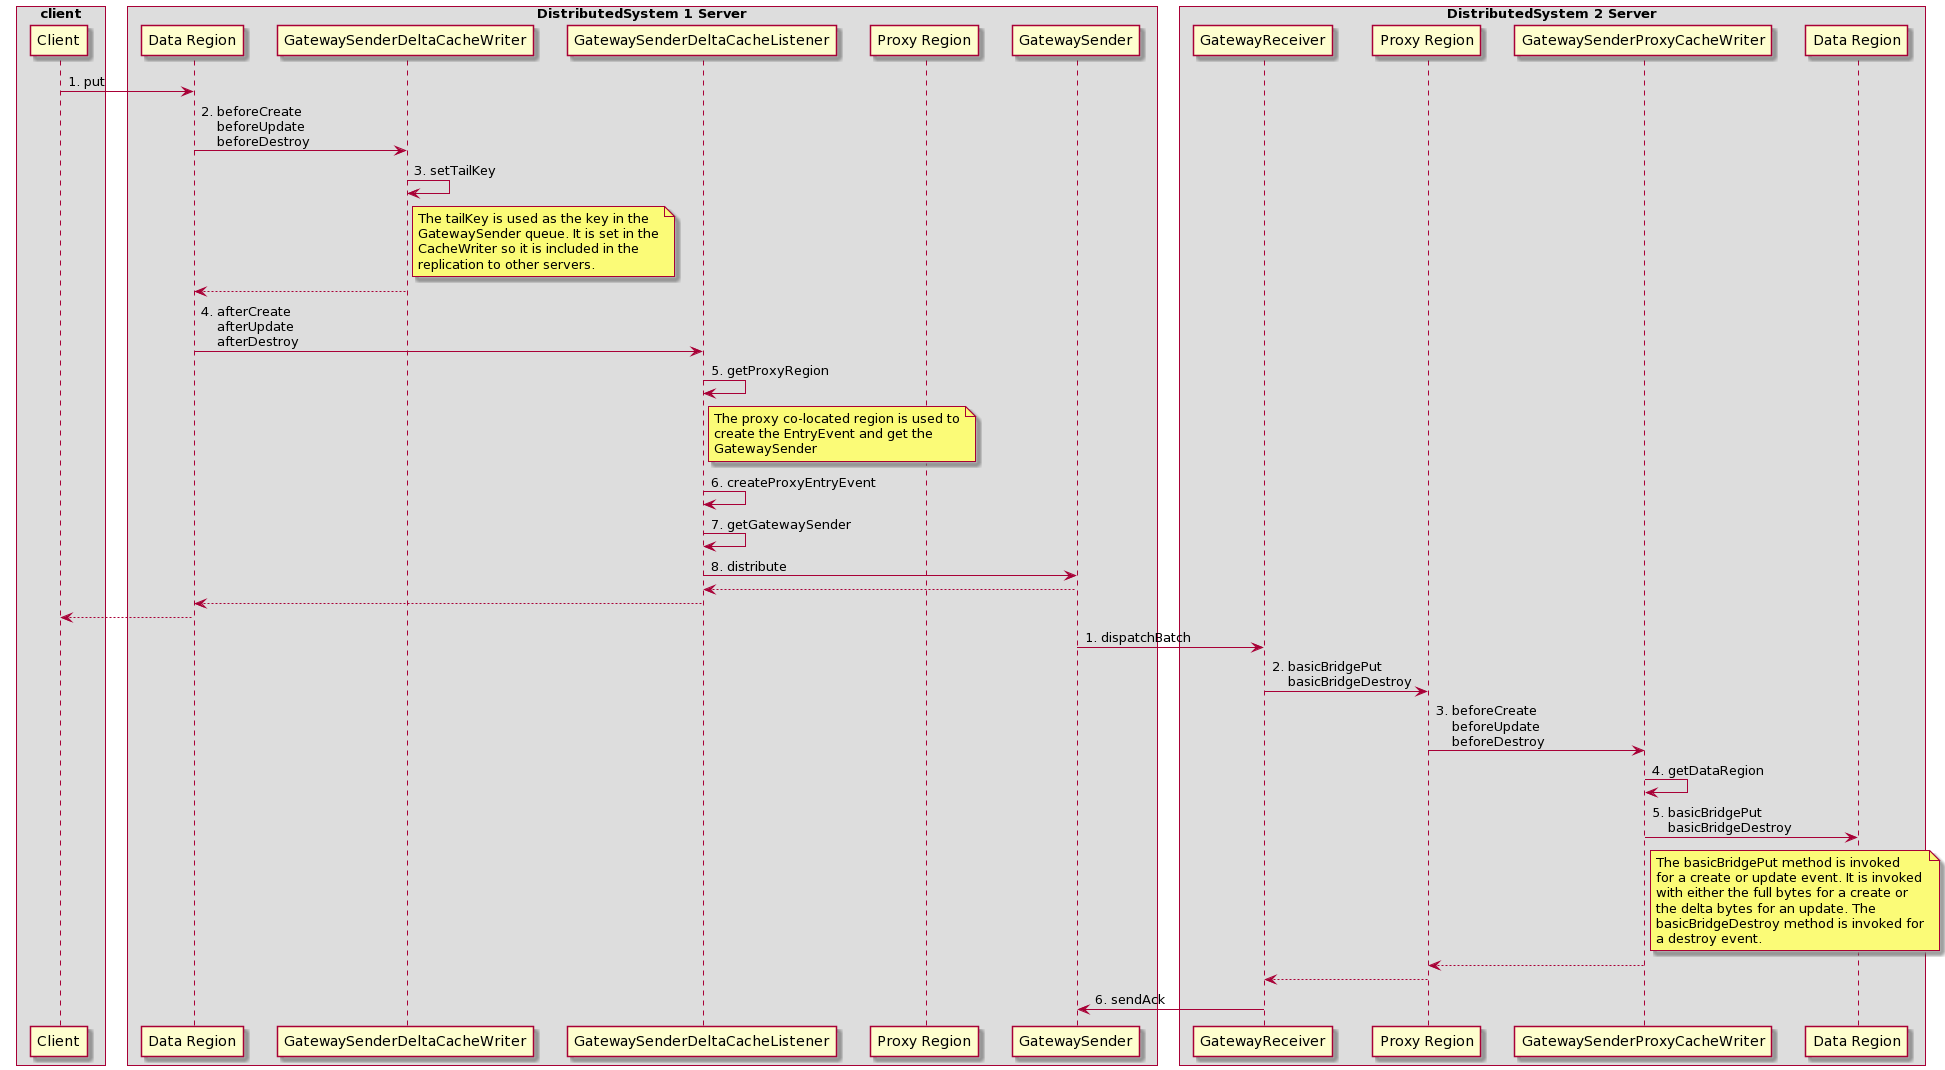 client
DistributedSystem 1 Server
DistributedSystem 2 Server
Client
Data Region
GatewaySenderDeltaCacheWriter
GatewaySenderDeltaCacheListener
Proxy Region
GatewaySender
GatewayReceiver
Proxy Region
GatewaySenderProxyCacheWriter
Data Region
1. put
2. beforeCreate
beforeUpdate
beforeDestroy
3. setTailKey
The tailKey is used as the key in the
GatewaySender queue. It is set in the
CacheWriter so it is included in the
replication to other servers.
4. afterCreate
afterUpdate
afterDestroy
5. getProxyRegion
The proxy co-located region is used to
create the EntryEvent and get the
GatewaySender
6. createProxyEntryEvent
7. getGatewaySender
8. distribute
1. dispatchBatch
2. basicBridgePut
basicBridgeDestroy
3. beforeCreate
beforeUpdate
beforeDestroy
4. getDataRegion
5. basicBridgePut
basicBridgeDestroy
The basicBridgePut method is invoked
for a create or update event. It is invoked
with either the full bytes for a create or
the delta bytes for an update. The
basicBridgeDestroy method is invoked for
a destroy event.
6. sendAck
Client
Data Region
GatewaySenderDeltaCacheWriter
GatewaySenderDeltaCacheListener
Proxy Region
GatewaySender
GatewayReceiver
Proxy Region
GatewaySenderProxyCacheWriter
Data Region